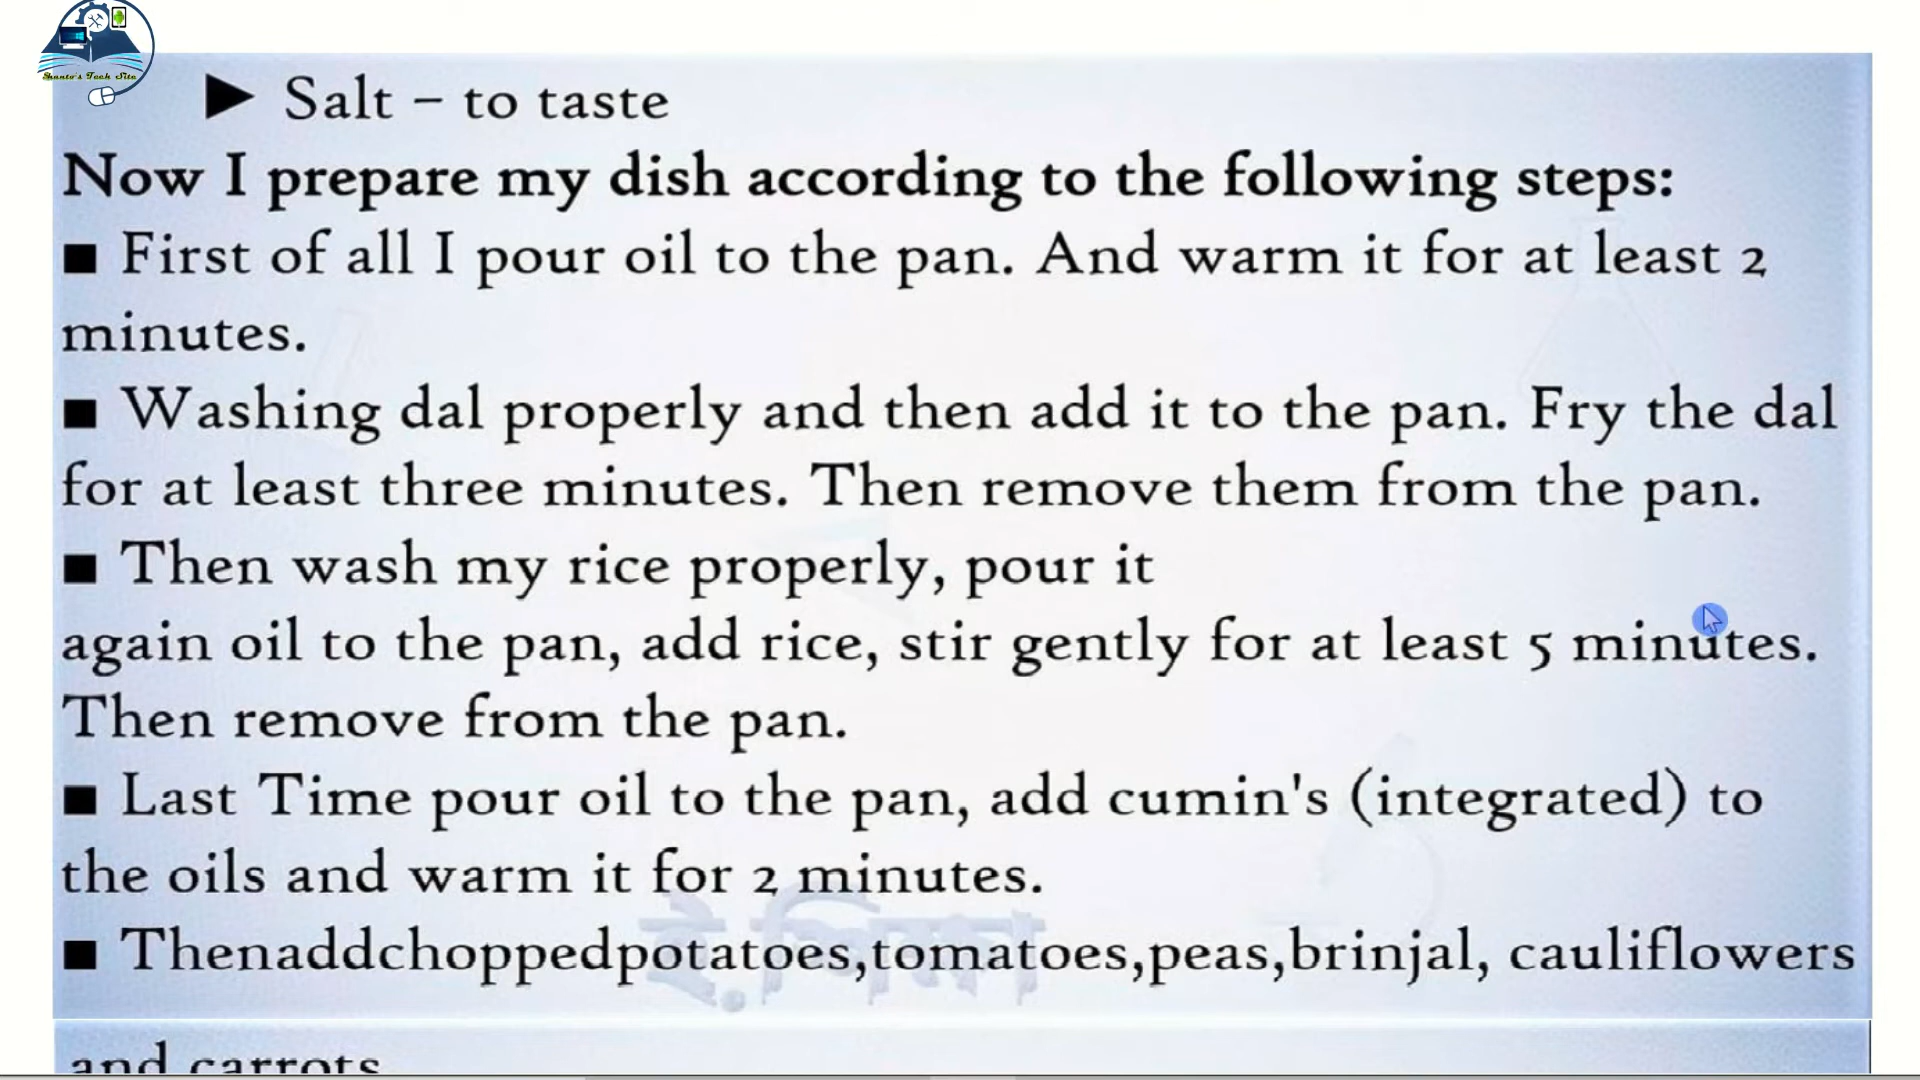 Shanto's Tech Site
► Salt – to taste
Now I prepare my dish according to the following steps:
■ First of all I pour oil to the pan. And warm it for at least 2
minutes.
■ Washing dal properly and then add it to the pan. Fry the dal
for at least three minutes. Then remove them from the pan.
■ Then wash my rice properly, pour it
again oil to the pan, add rice, stir gently for at least 5 minutes.
Then remove from the pan.
■ Last Time pour oil to the pan, add cumin's (integrated) to
the oils and warm it for 2 minutes.
■ Thenaddchoppedpotatoes,tomatoes,peas,brinjal, cauliflowers
and carrots